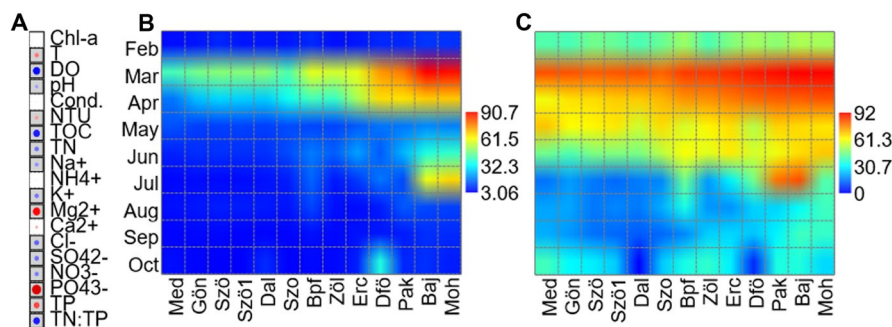 A
Chl-a
T
DO
pH
Cond.
NTU
TOC
TN
Na+
NH4+
K+
Mg2+
Ca2+
Cl-
SO42-
NO3-
PO43-
TP
TN:TP
B
Feb
Mar
Apr
May
Jun
Jul
Aug
Sep
Oct
Med Gön Szö Szö1 Dal Szo Bpf Zöl Erc Dfö Pak Baj Moh
90.7
61.5
32.3
3.06
C
Med Gön Szö Szö1 Dal Szo Bpf Zöl Erc Dfö Pak Baj Moh
92
61.3
30.7
0